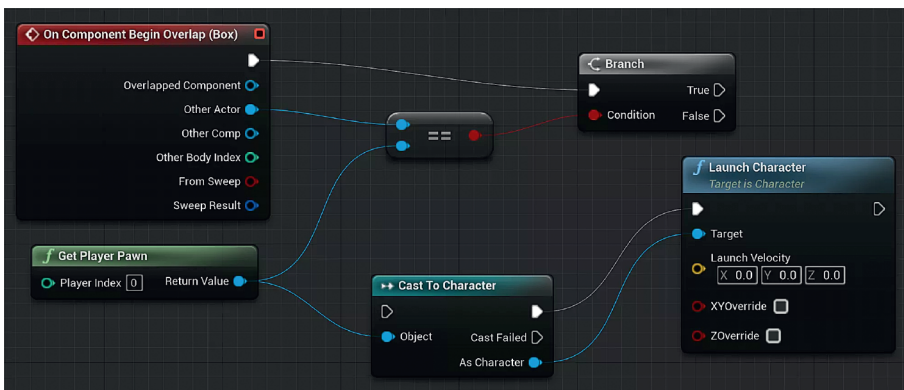 On Component Begin Overlap (Box)
Overlapped Component
Other Actor
Other Comp
Other Body Index
From Sweep
Sweep Result
==
Branch
True
Condition
False
f Get Player Pawn
Player Index 0
Return Value
Cast To Character
Object
Cast Failed
As Character
f Launch Character
Target is Character
Target
Launch Velocity
X 0.0 Y 0.0 Z 0.0
XYOverride
ZOverride